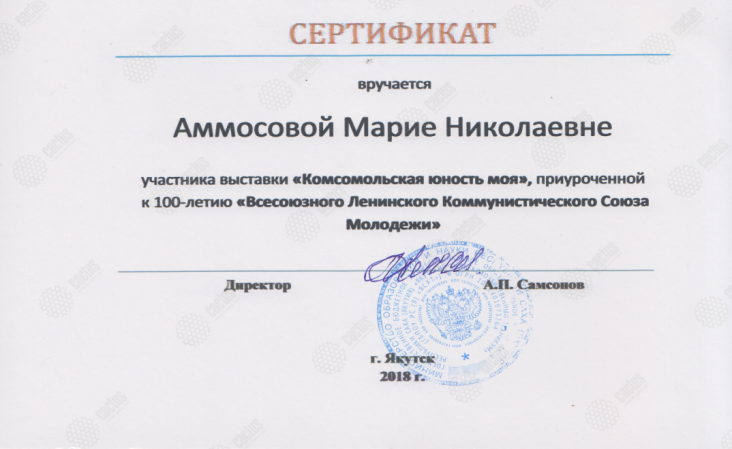 СЕРТИФИКАТ
вручается
Аммосовой Марие Николаевне
участника выставки «Комсомольская юность моя», приуроченной
к 100-летию «Всесоюзного Ленинского Коммунистического Союза
Молодежи»
Директор А.П. Самсонов
г. Якутск
2018 г.